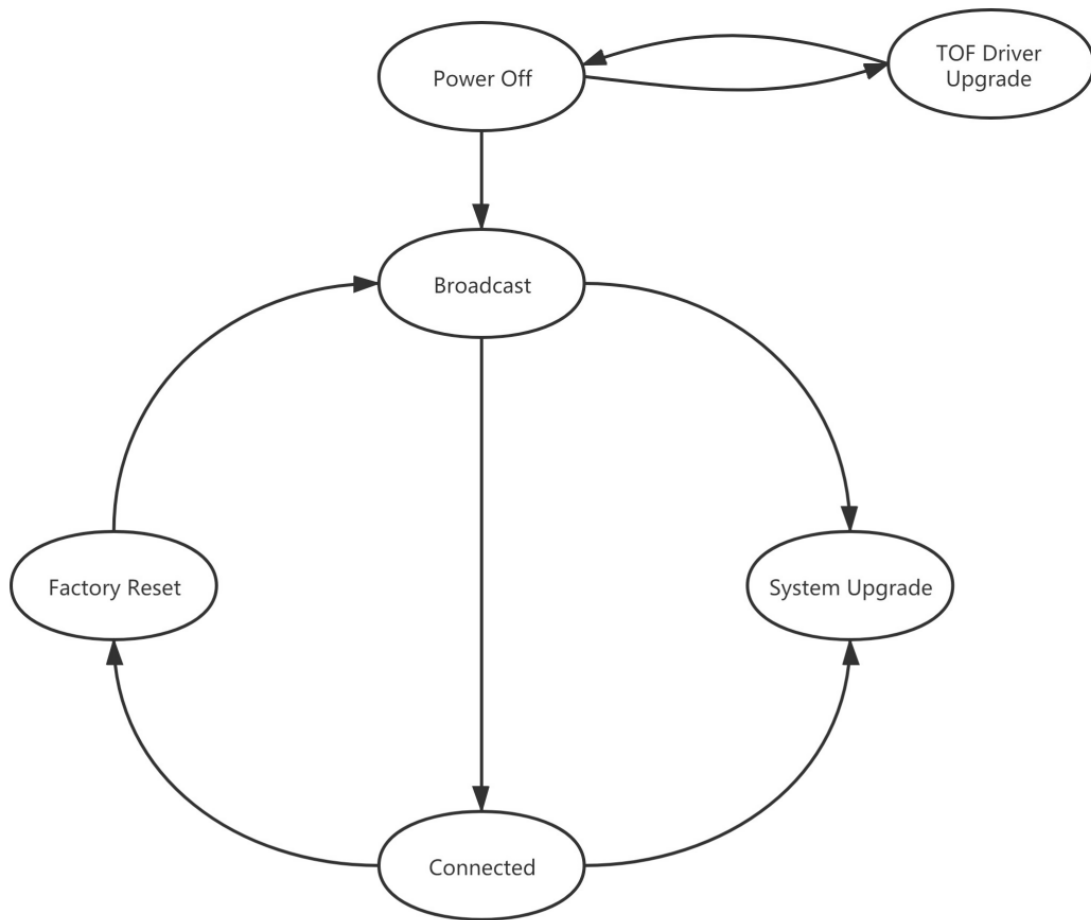 Power Off
TOF Driver
Upgrade
Broadcast
Factory Reset
System Upgrade
Connected